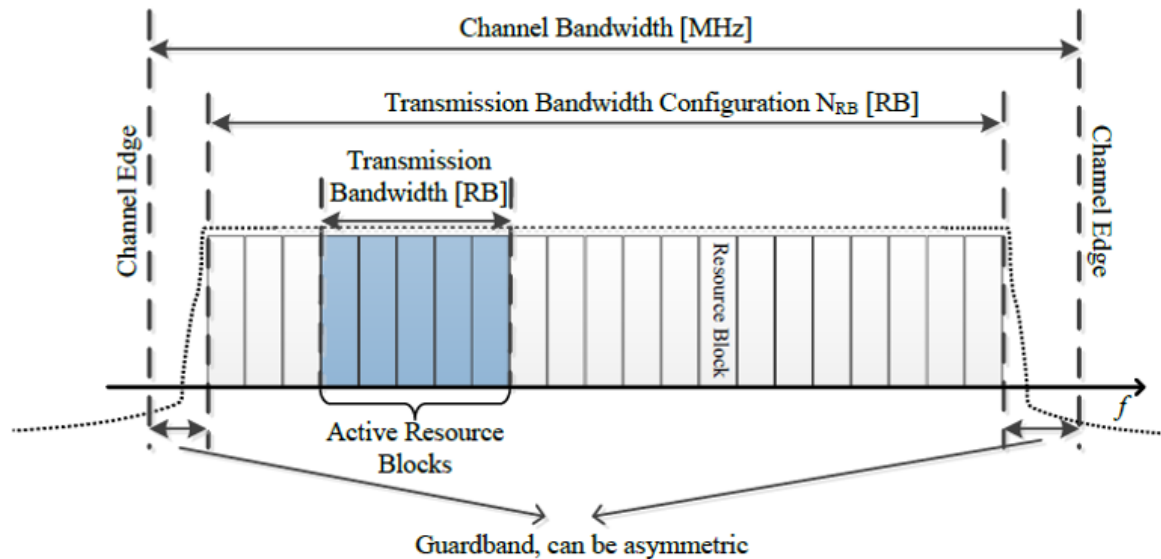 Channel Bandwidth [MHz]
Transmission Bandwidth Configuration N_RB [RB]
Transmission
Bandwidth [RB]
Channel Edge
Channel Edge
Resource Block
f
Active Resource
Blocks
Guardband, can be asymmetric